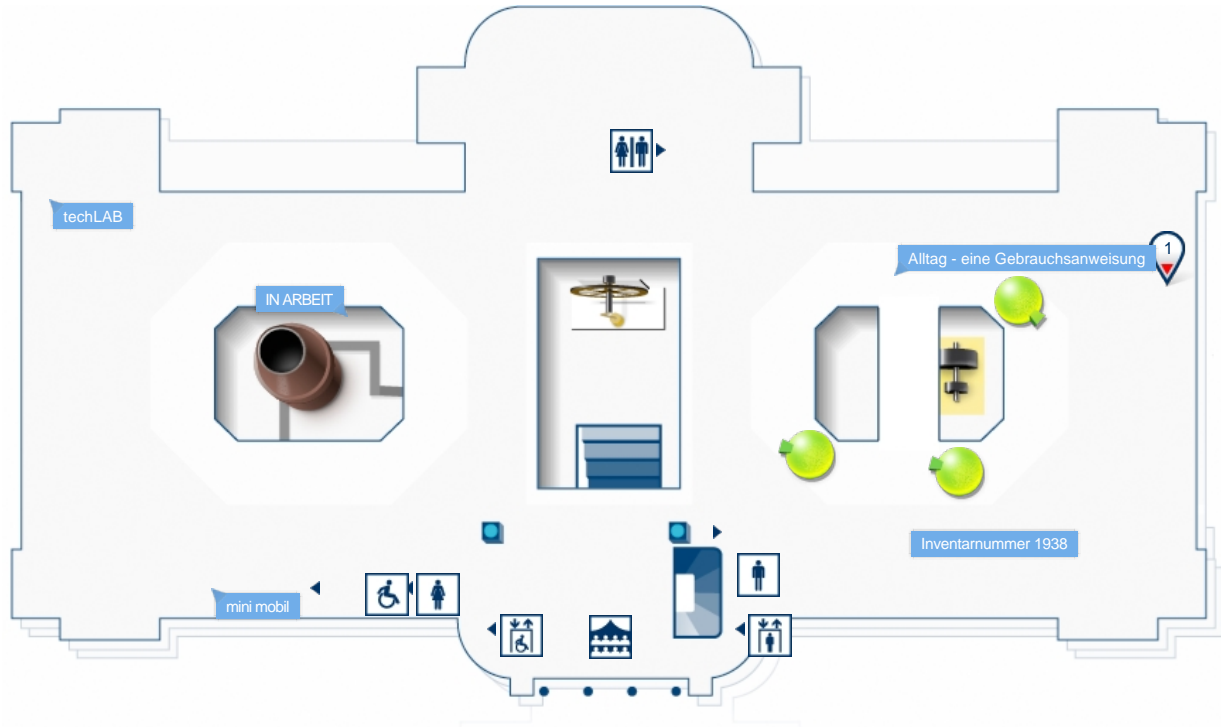 techLAB
Alltag - eine Gebrauchsanweisung
1
IN ARBEIT
Inventarnummer 1938
mini mobil